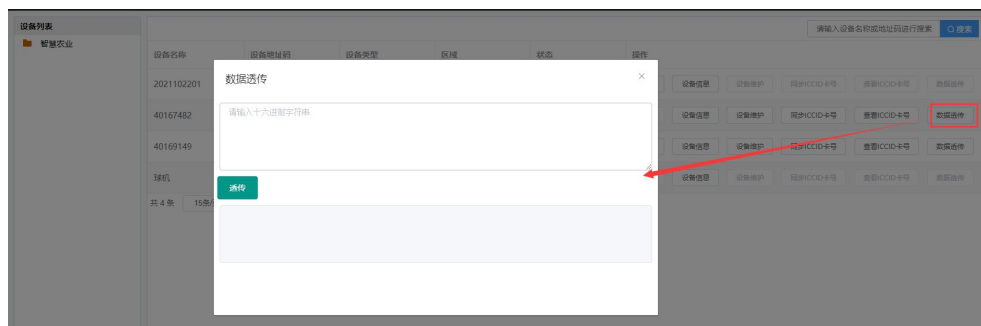 设备列表
请输入设备名称或地址码进行搜索 搜索
智慧农业
设备名称 设备地址码 设备类型 区域 状态 操作
数据透传
2021102201 设备信息 设备维护 同步ICCID卡号 查看ICCID卡号 数据透传
请输入十六进制字符串
40167482 设备信息 设备维护 同步ICCID卡号 查看ICCID卡号 数据透传
40169149 设备信息 设备维护 同步ICCID卡号 查看ICCID卡号 数据透传
球机 设备信息 设备维护 同步ICCID卡号 查看ICCID卡号 数据透传
透传
共 4 条 15条/